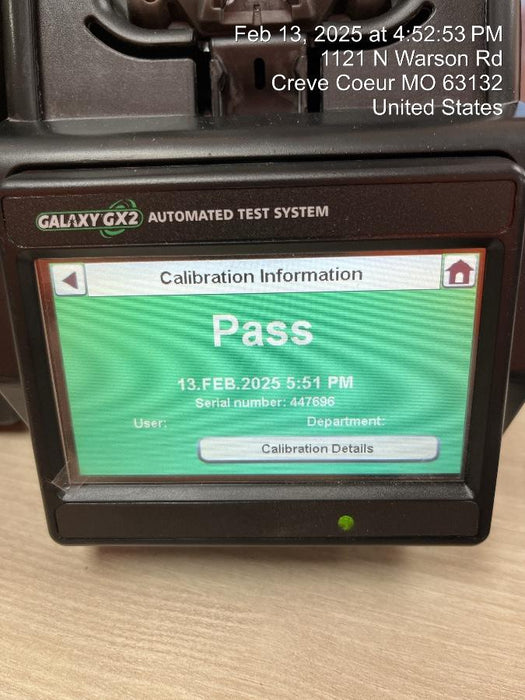 Feb 13, 2025 at 4:52:53 PM
1121 N Warson Rd
Creve Coeur MO 63132
United States
GALAXY GX2 AUTOMATED TEST SYSTEM
Calibration Information
Pass
13.FEB.2025 5:51 PM
Serial number: 447696
User: Department:
Calibration Details